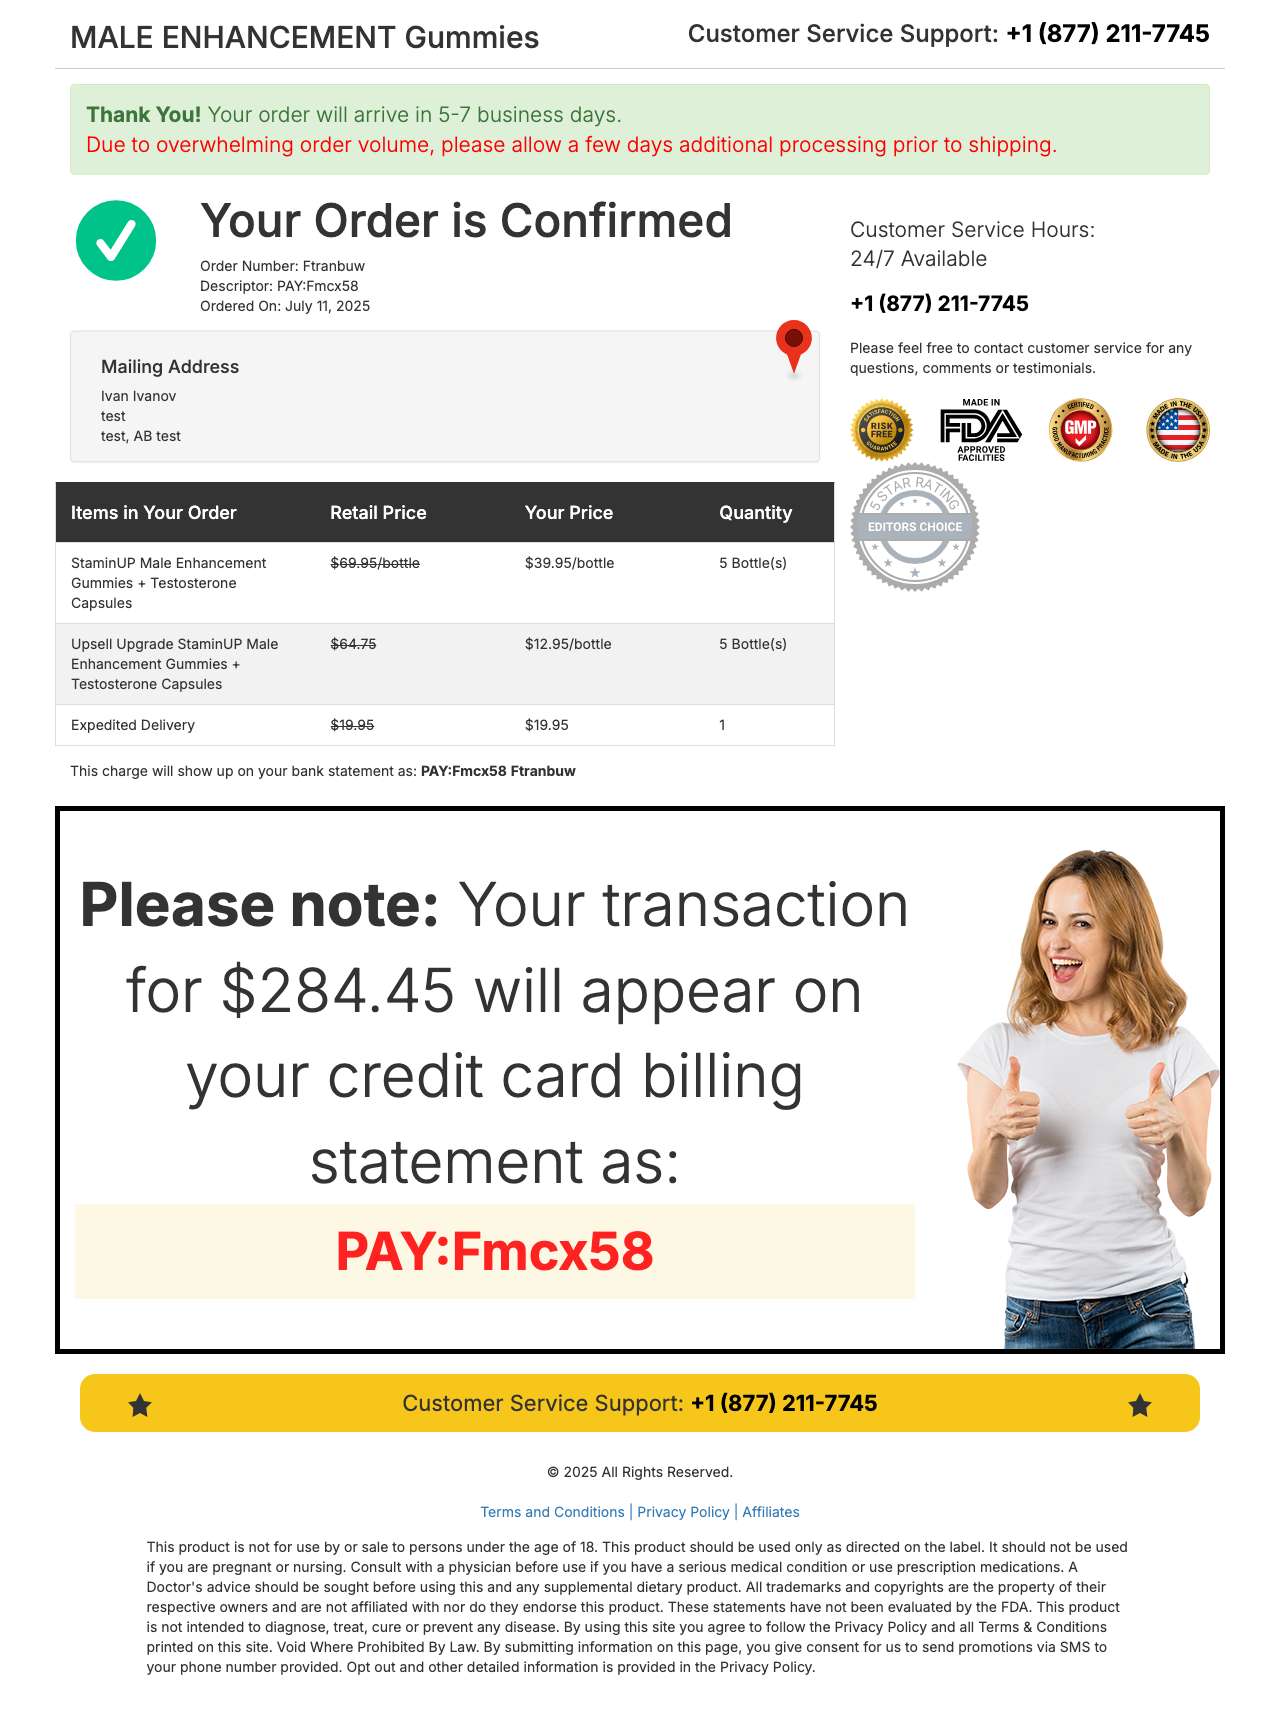 MALE ENHANCEMENT Gummies
Customer Service Support: +1 (877) 211-7745
Thank You! Your order will arrive in 5-7 business days.
Due to overwhelming order volume, please allow a few days additional processing prior to shipping.
Your Order is Confirmed
Order Number: Ftranbuw
Descriptor: PAY:Fmcx58
Ordered On: July 11, 2025
Mailing Address
Ivan Ivanov
test
test, AB test
Items in Your Order Retail Price Your Price Quantity
StaminUP Male Enhancement $69.95/bottle $39.95/bottle 5 Bottle(s)
Gummies + Testosterone
Capsules
Upsell Upgrade StaminUP Male $64.75 $12.95/bottle 5 Bottle(s)
Enhancement Gummies +
Testosterone Capsules
Expedited Delivery $19.95 $19.95 1
This charge will show up on your bank statement as: PAY:Fmcx58 Ftranbuw
Customer Service Hours:
24/7 Available
+1 (877) 211-7745
Please feel free to contact customer service for any
questions, comments or testimonials.
SATISFACTION
RISK
FREE
GUARANTEE
MADE IN
FDA
APPROVED
FACILITIES
CERTIFIED
GMP
GOOD MANUFACTURING PRACTICE
MADE IN THE USA
MADE IN THE USA
5 STAR RATING
EDITORS CHOICE
Please note: Your transaction
for $284.45 will appear on
your credit card billing
statement as:
PAY:Fmcx58
Customer Service Support: +1 (877) 211-7745
© 2025 All Rights Reserved.
Terms and Conditions | Privacy Policy | Affiliates
This product is not for use by or sale to persons under the age of 18. This product should be used only as directed on the label. It should not be used
if you are pregnant or nursing. Consult with a physician before use if you have a serious medical condition or use prescription medications. A
Doctor's advice should be sought before using this and any supplemental dietary product. All trademarks and copyrights are the property of their
respective owners and are not affiliated with nor do they endorse this product. These statements have not been evaluated by the FDA. This product
is not intended to diagnose, treat, cure or prevent any disease. By using this site you agree to follow the Privacy Policy and all Terms & Conditions
printed on this site. Void Where Prohibited By Law. By submitting information on this page, you give consent for us to send promotions via SMS to
your phone number provided. Opt out and other detailed information is provided in the Privacy Policy.